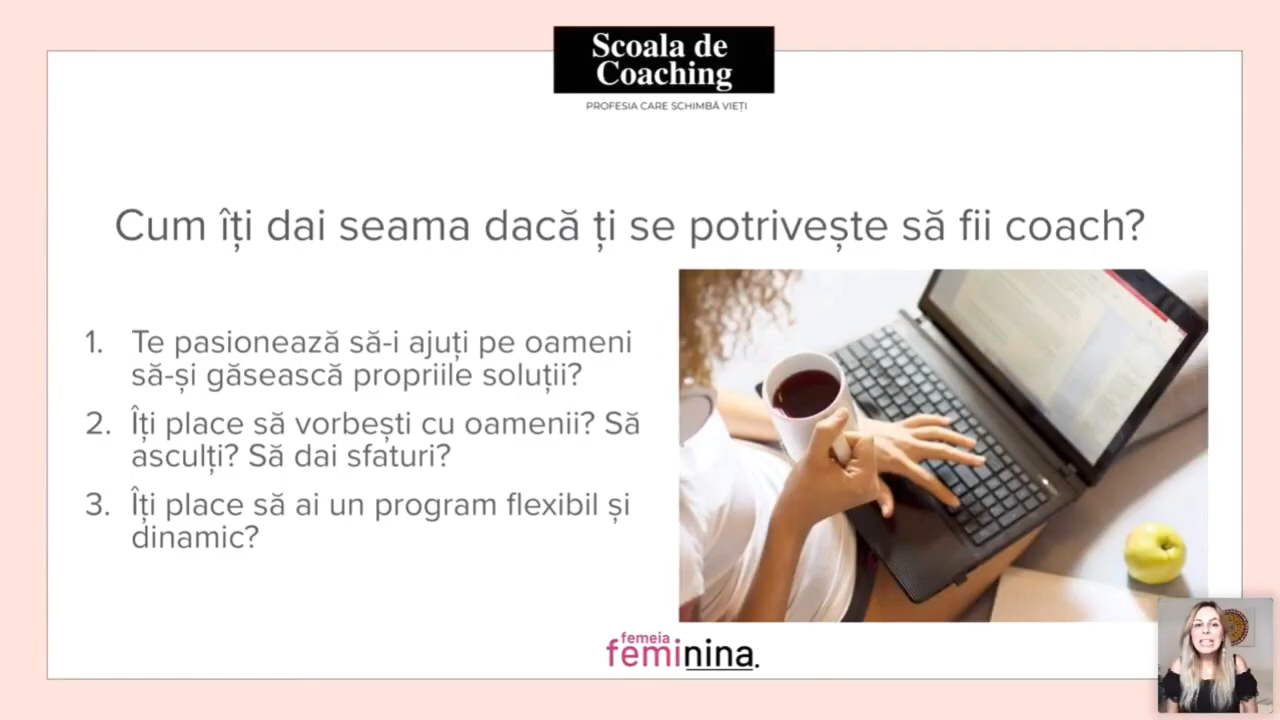 Scoala de
Coaching
PROFESIA CARE SCHIMBĂ VIEȚI
Cum îți dai seama dacă ți se potrivește să fii coach?
1. Te pasionează să-i ajuți pe oameni
să-și găsească propriile soluții?
2. Îți place să vorbești cu oamenii? Să
asculți? Să dai sfaturi?
3. Îți place să ai un program flexibil și
dinamic?
femeia
feminina.